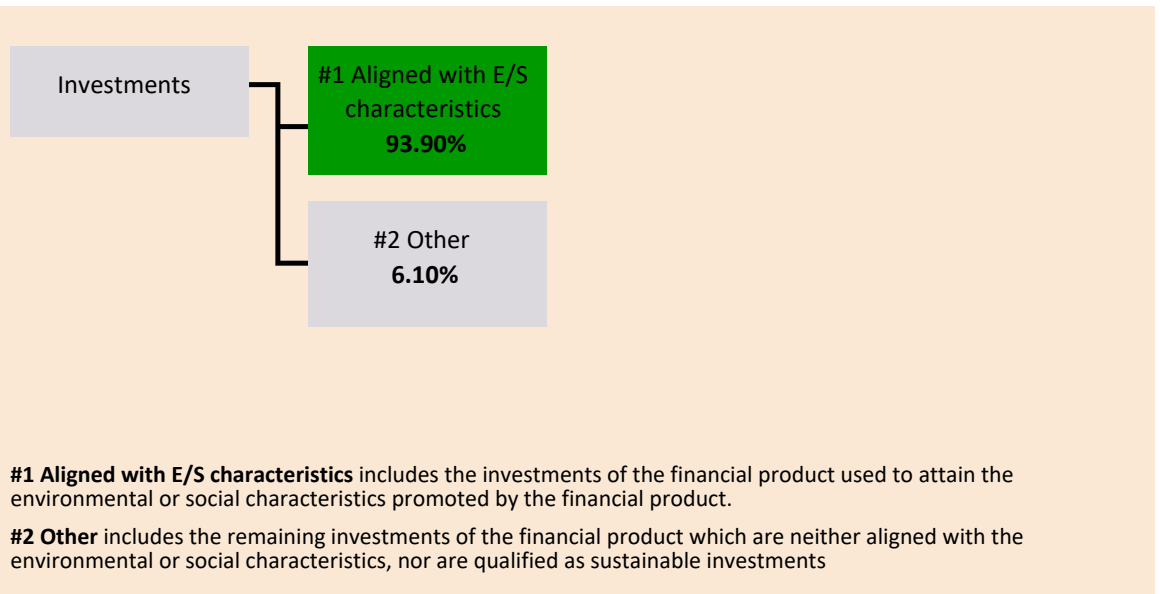 Investments
#1 Aligned with E/S
characteristics
93.90%
#2 Other
6.10%
#1 Aligned with E/S characteristics includes the investments of the financial product used to attain the
environmental or social characteristics promoted by the financial product.
#2 Other includes the remaining investments of the financial product which are neither aligned with the
environmental or social characteristics, nor are qualified as sustainable investments